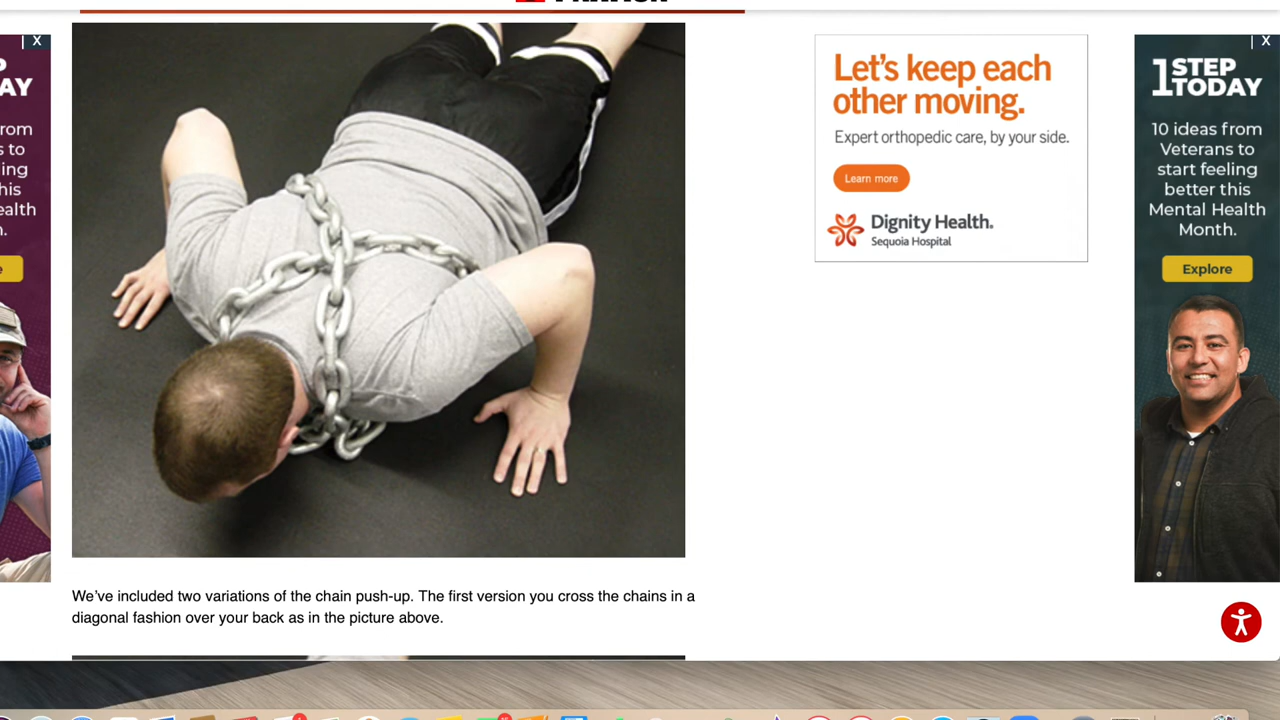 X
AY
rom
s to
ing
his
ealth
Let's keep each
other moving.
Expert orthopedic care, by your side.
Learn more
Dignity Health.
Sequoia Hospital
X
1 STEP
TODAY
10 ideas from
Veterans to
start feeling
better this
Mental Health
Month.
Explore
We've included two variations of the chain push-up. The first version you cross the chains in a
diagonal fashion over your back as in the picture above.